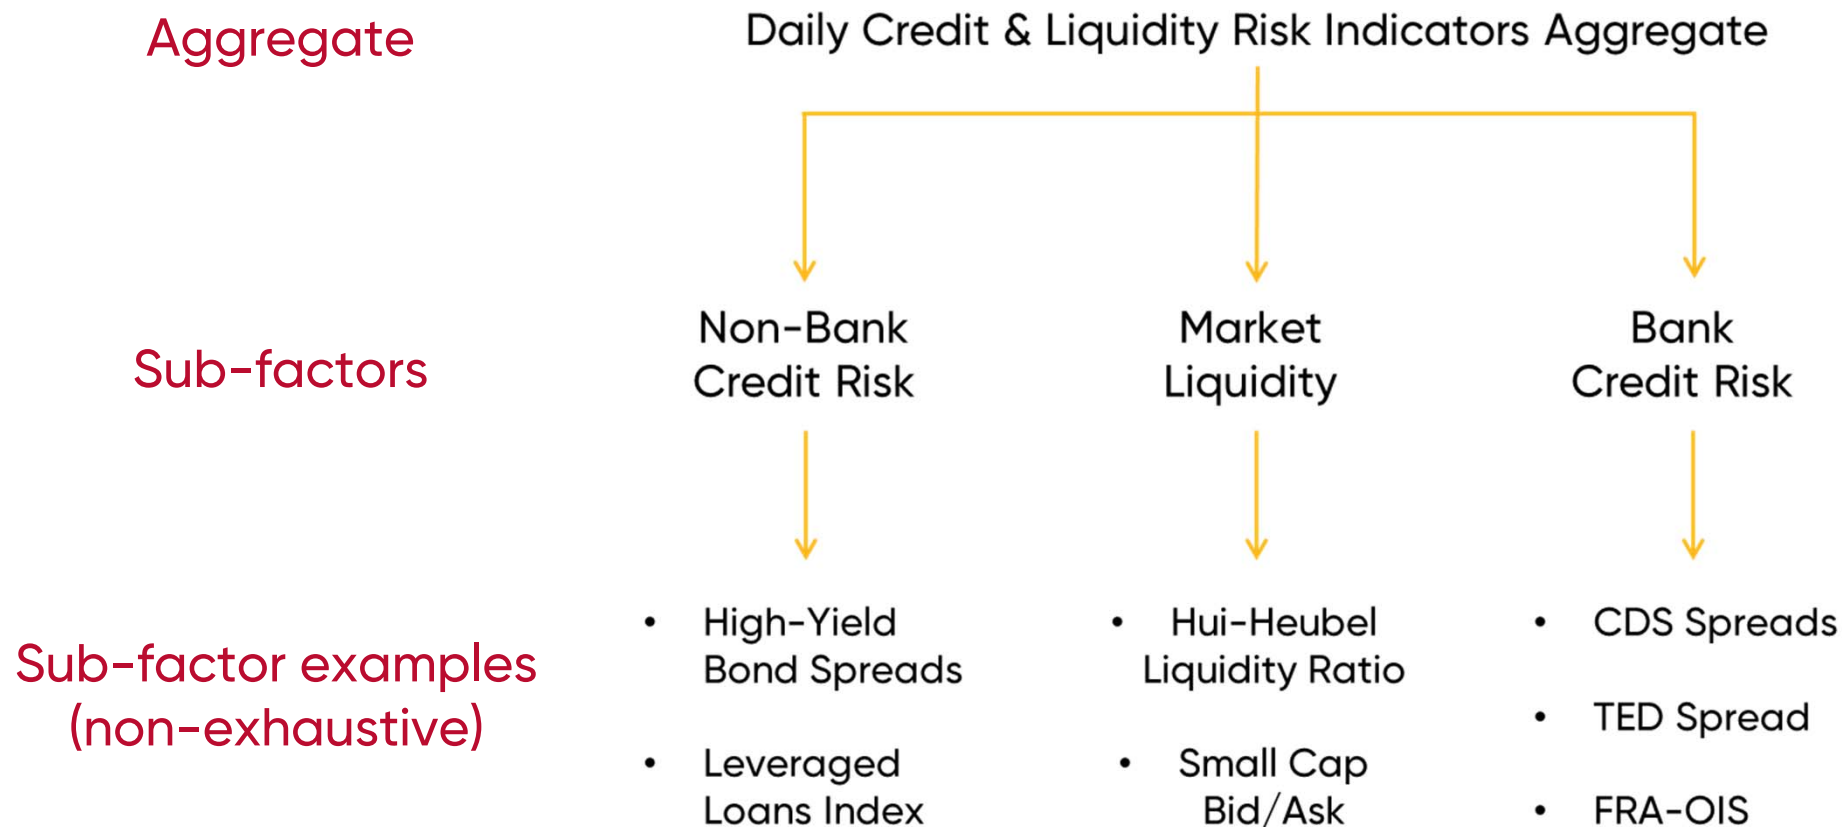 Aggregate
Daily Credit & Liquidity Risk Indicators Aggregate
Sub-factors
Non-Bank
Credit Risk
Market
Liquidity
Bank
Credit Risk
Sub-factor examples
(non-exhaustive)
• High-Yield
Bond Spreads
• Leveraged
Loans Index
• Hui-Heubel
Liquidity Ratio
• Small Cap
Bid/Ask
• CDS Spreads
• TED Spread
• FRA-OIS